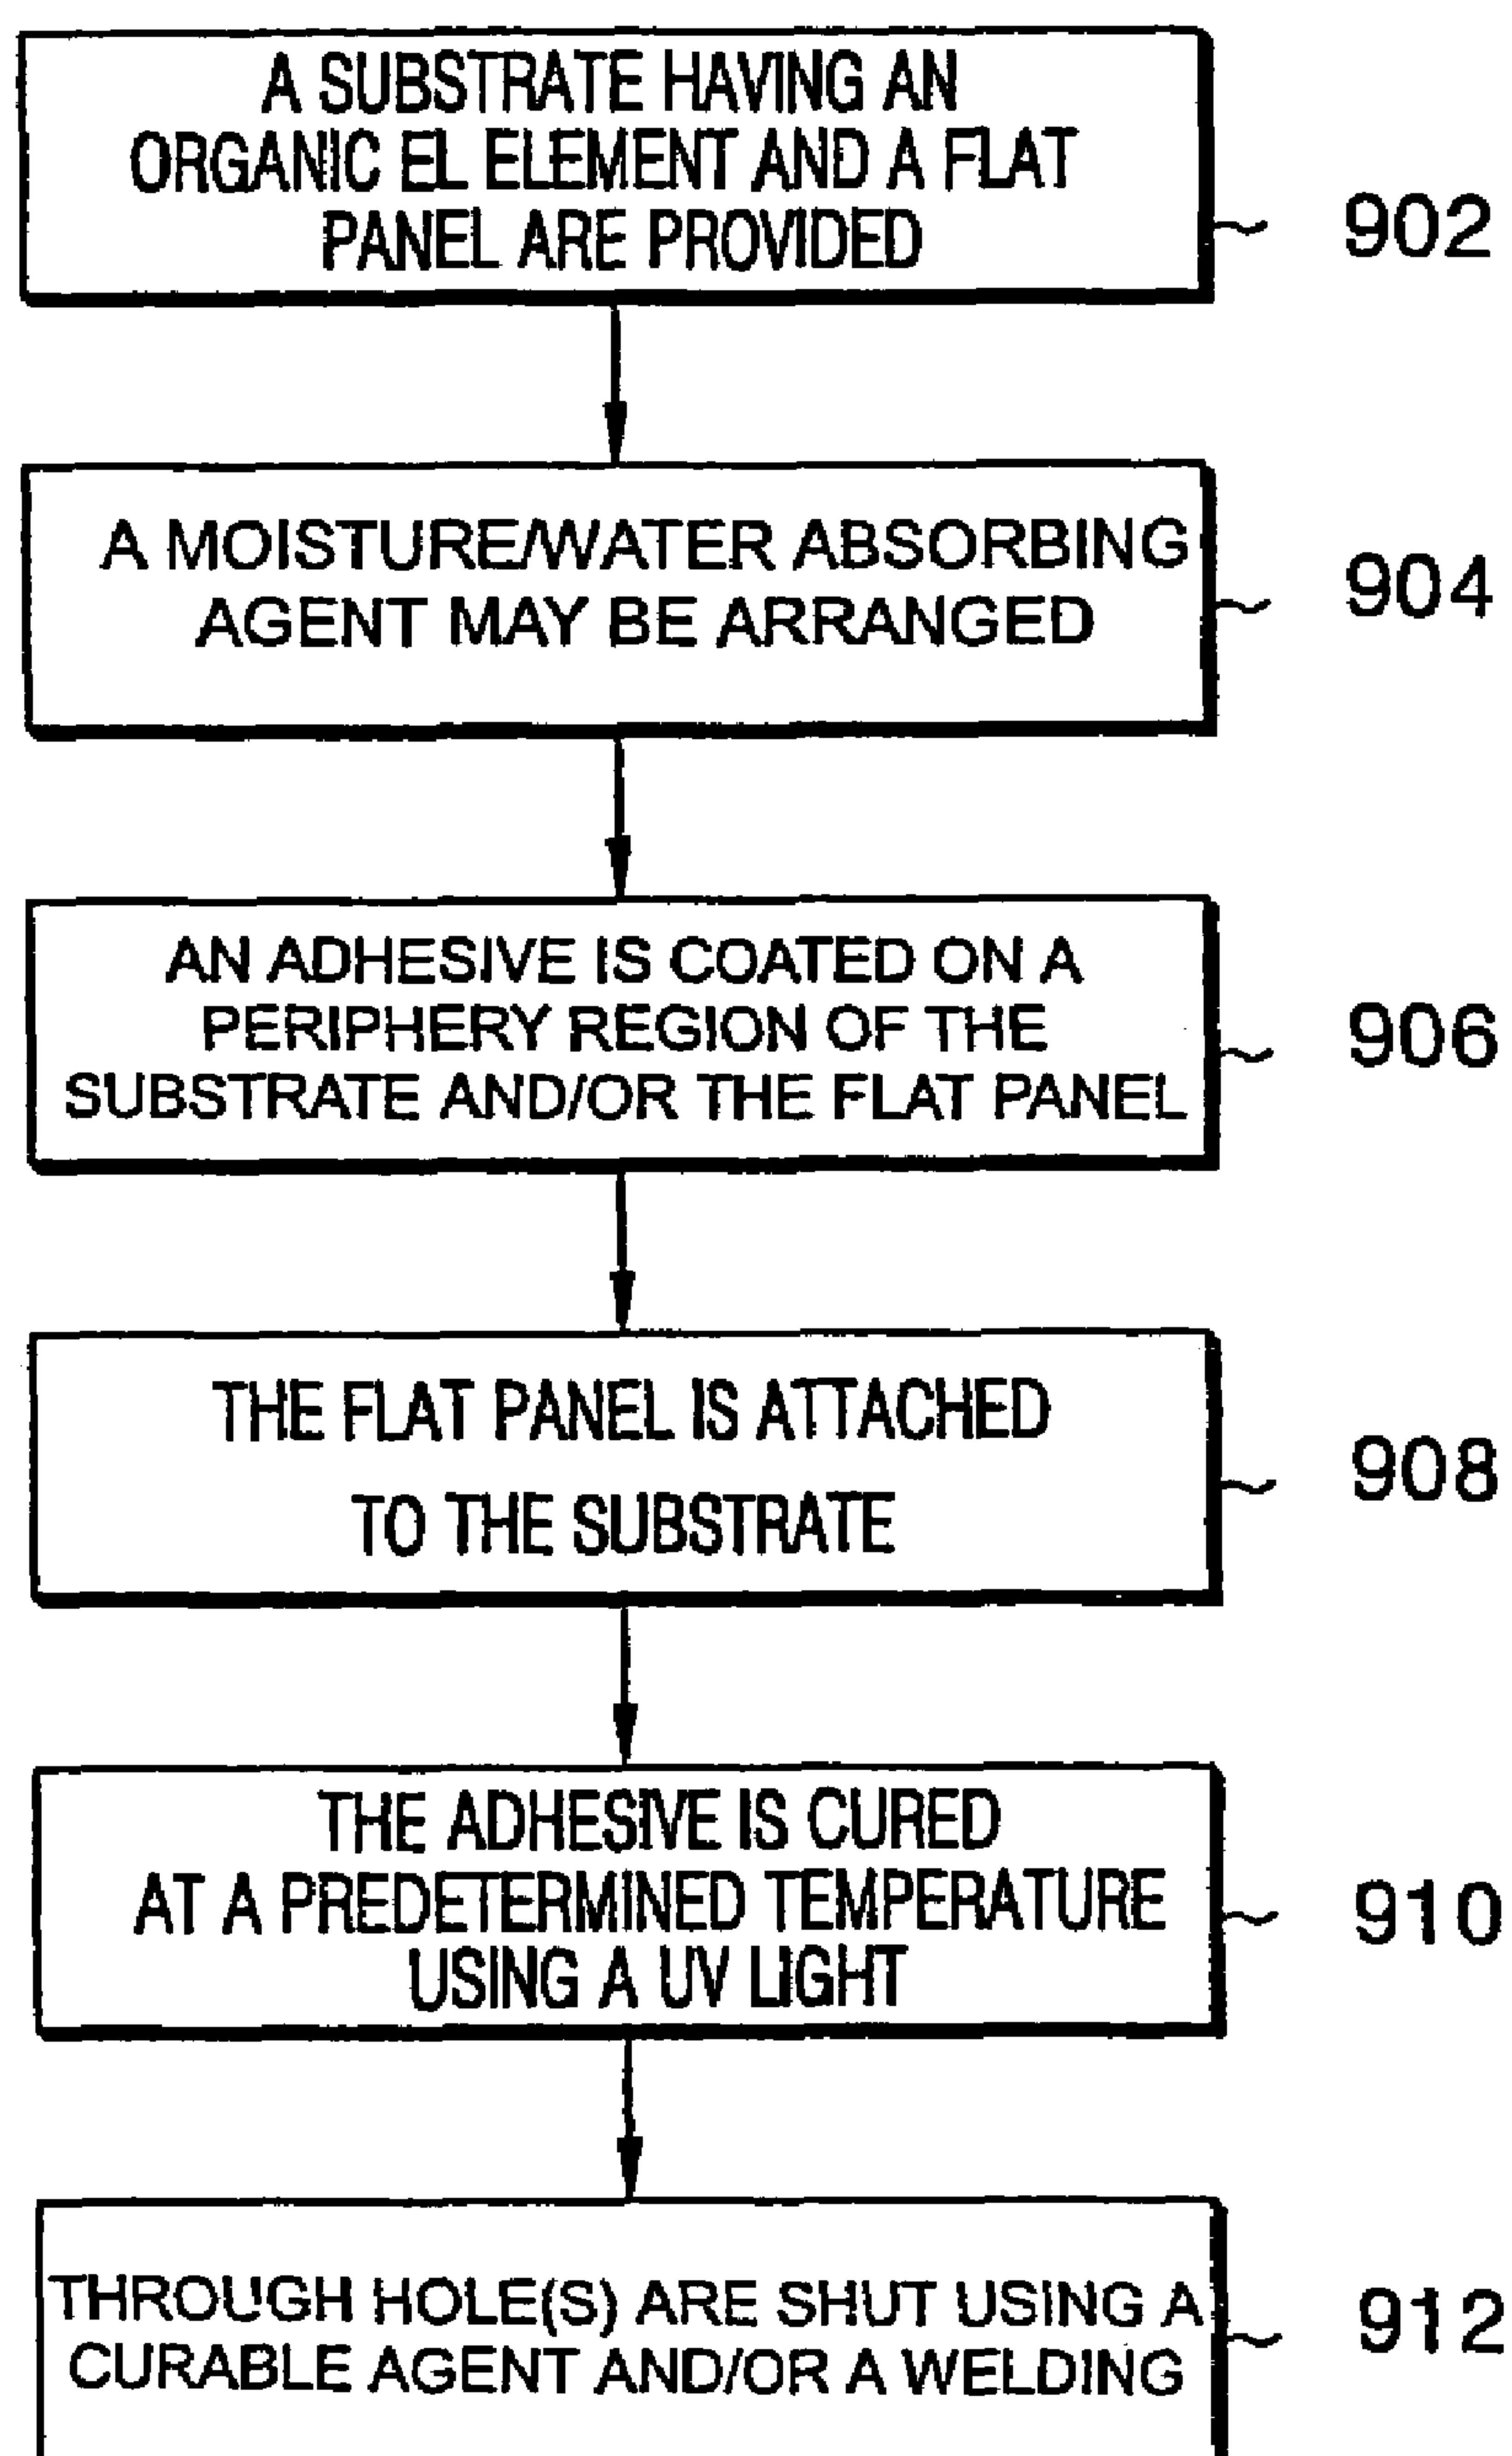 A SUBSTRATE HAVING AN
ORGANIC EL ELEMENT AND A FLAT
PANEL ARE PROVIDED
902
A MOISTURE/WATER ABSORBING
AGENT MAY BE ARRANGED
904
AN ADHESIVE IS COATED ON A
PERIPHERY REGION OF THE
SUBSTRATE AND/OR THE FLAT PANEL
906
THE FLAT PANEL IS ATTACHED
TO THE SUBSTRATE
908
THE ADHESIVE IS CURED
AT A PREDETERMINED TEMPERATURE
USING A UV LIGHT
910
THROUGH HOLE(S) ARE SHUT USING A
CURABLE AGENT AND/OR A WELDING
912